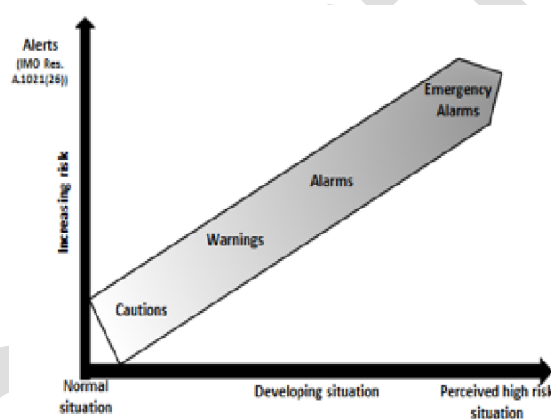 Alerts
(IMO Res.
A.1021(26))
Increasing risk
Emergency
Alarms
Alarms
Warnings
Cautions
Normal
situation
Developing situation
Perceived high risk
situation